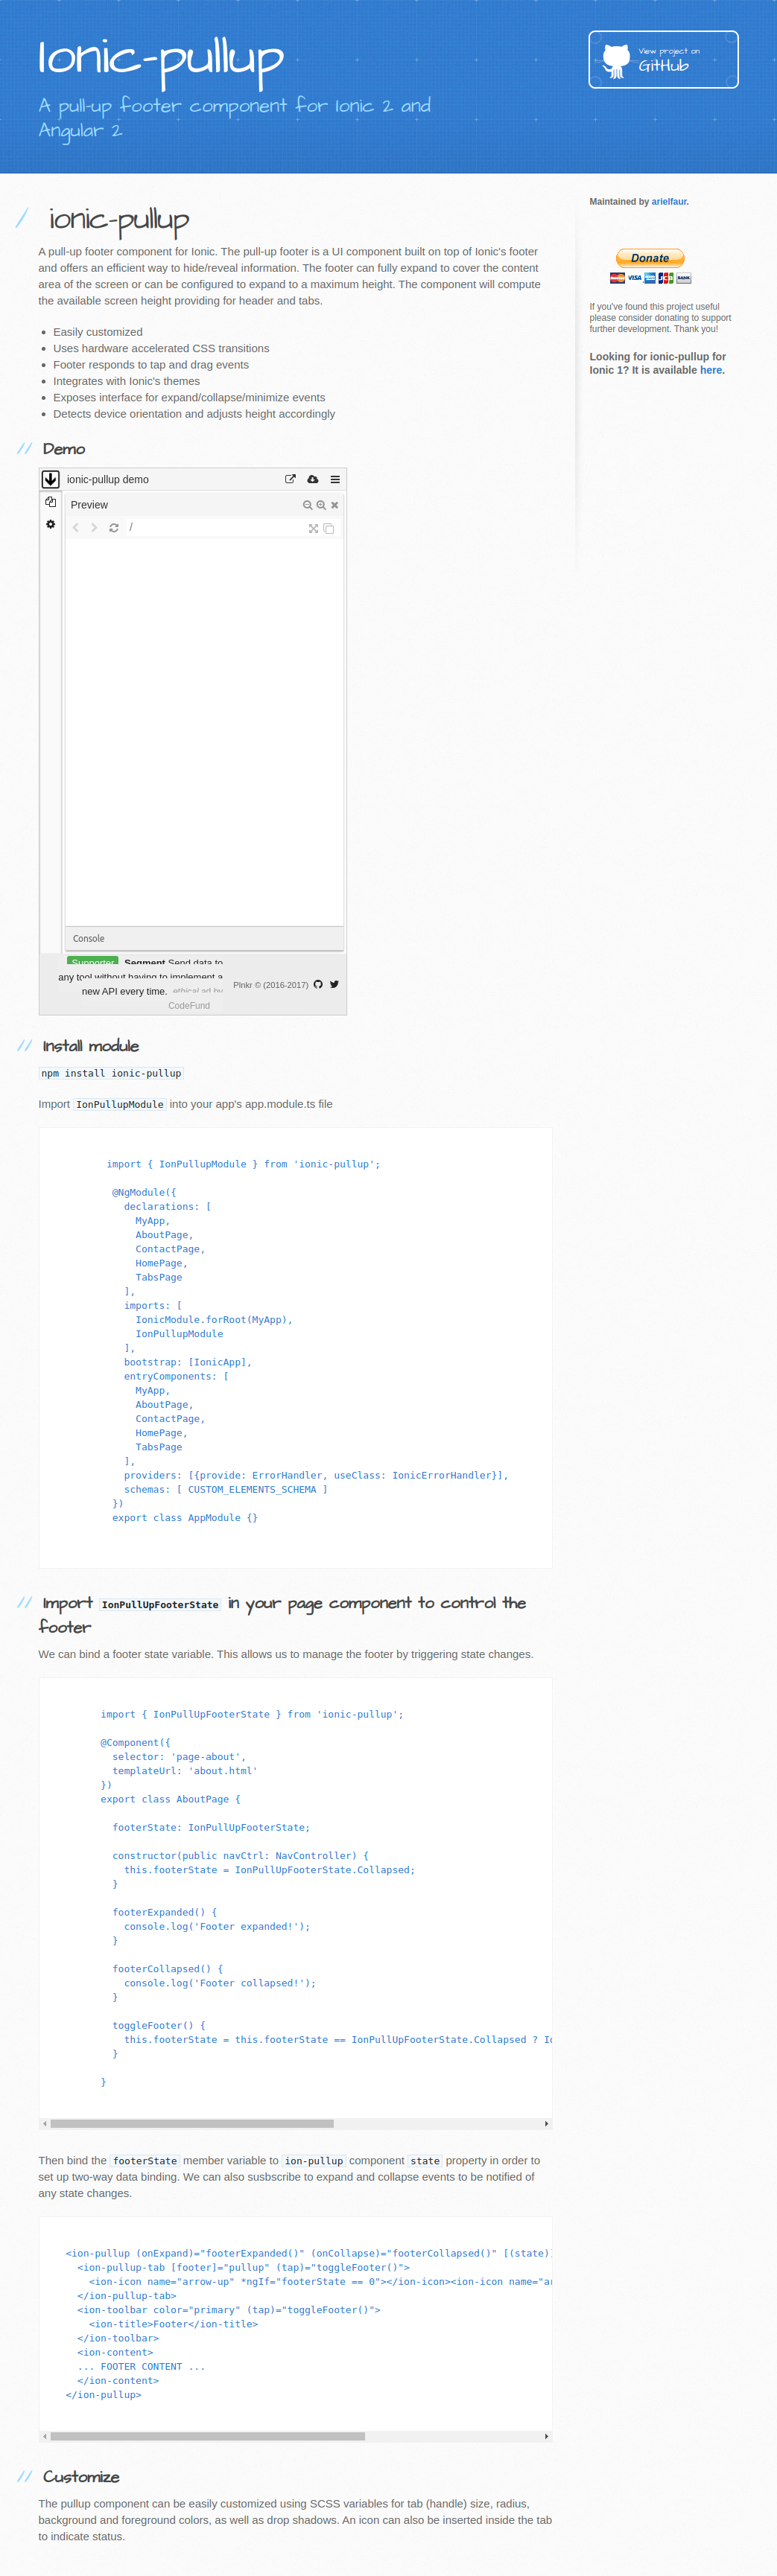 Ionic-pullup
A pull-up footer component for Ionic 2 and
Angular 2
View project on
GitHub
ionic-pullup
A pull-up footer component for Ionic. The pull-up footer is a UI component built on top of Ionic's footer
and offers an efficient way to hide/reveal information. The footer can fully expand to cover the content
area of the screen or can be configured to expand to a maximum height. The component will compute
the available screen height providing for header and tabs.
Easily customized
Uses hardware accelerated CSS transitions
Footer responds to tap and drag events
Integrates with Ionic's themes
Exposes interface for expand/collapse/minimize events
Detects device orientation and adjusts height accordingly
Demo
ionic-pullup demo
Preview
/
Console
Supporter Segment Send data to
any tool without having to implement a
new API every time. ethical ad by
CodeFund
Plnkr © (2016-2017)
Install module
npm install ionic-pullup
Import IonPullupModule into your app's app.module.ts file
import { IonPullupModule } from 'ionic-pullup';
@NgModule({
declarations: [
MyApp,
AboutPage,
ContactPage,
HomePage,
TabsPage
],
imports: [
IonicModule.forRoot(MyApp),
IonPullupModule
],
bootstrap: [IonicApp],
entryComponents: [
MyApp,
AboutPage,
ContactPage,
HomePage,
TabsPage
],
providers: [{provide: ErrorHandler, useClass: IonicErrorHandler}],
schemas: [ CUSTOM_ELEMENTS_SCHEMA ]
})
export class AppModule {}
Import IonPullUpFooterState in your page component to control the
footer
We can bind a footer state variable. This allows us to manage the footer by triggering state changes.
import { IonPullUpFooterState } from 'ionic-pullup';
@Component({
selector: 'page-about',
templateUrl: 'about.html'
})
export class AboutPage {
footerState: IonPullUpFooterState;
constructor(public navCtrl: NavController) {
this.footerState = IonPullUpFooterState.Collapsed;
}
footerExpanded() {
console.log('Footer expanded!');
}
footerCollapsed() {
console.log('Footer collapsed!');
}
toggleFooter() {
this.footerState = this.footerState == IonPullUpFooterState.Collapsed ? Io
}
}
Then bind the footerState member variable to ion-pullup component state property in order to
set up two-way data binding. We can also susbscribe to expand and collapse events to be notified of
any state changes.
<ion-pullup (onExpand)="footerExpanded()" (onCollapse)="footerCollapsed()" [(state)]
<ion-pullup-tab [footer]="pullup" (tap)="toggleFooter()">
<ion-icon name="arrow-up" *ngIf="footerState == 0"></ion-icon><ion-icon name="ar
</ion-pullup-tab>
<ion-toolbar color="primary" (tap)="toggleFooter()">
<ion-title>Footer</ion-title>
</ion-toolbar>
<ion-content>
... FOOTER CONTENT ...
</ion-content>
</ion-pullup>
Customize
The pullup component can be easily customized using SCSS variables for tab (handle) size, radius,
background and foreground colors, as well as drop shadows. An icon can also be inserted inside the tab
to indicate status.
Maintained by arielfaur.
Donate
MasterCard VISA BANK
If you've found this project useful
please consider donating to support
further development. Thank you!
Looking for ionic-pullup for
Ionic 1? It is available here.